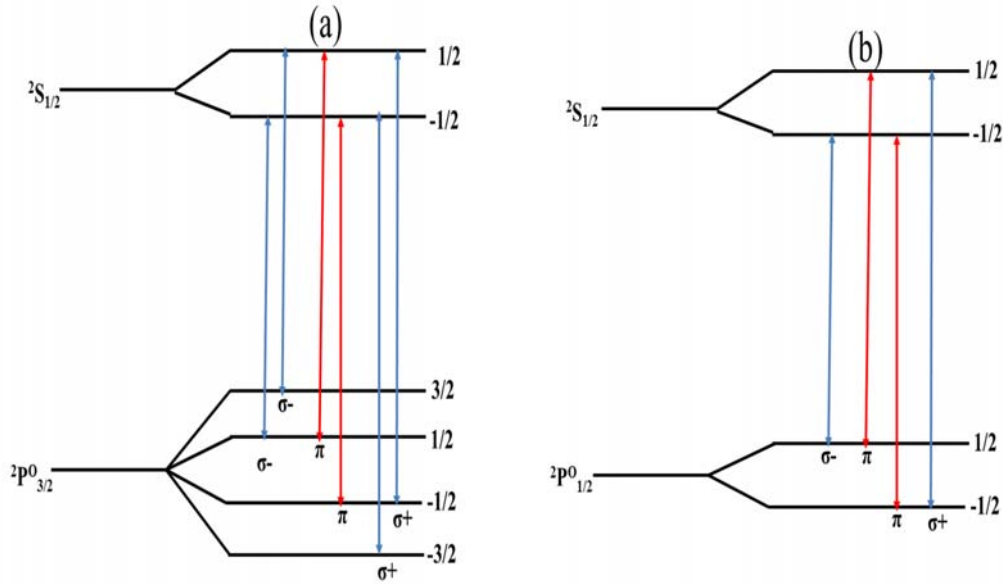 (a)
²S₁/₂
1/2
-1/2
3/2
σ-
1/2
σ-
π
²P⁰₃/₂
-1/2
π
σ+
-3/2
σ+
(b)
²S₁/₂
1/2
-1/2
1/2
σ-
π
²P⁰₁/₂
-1/2
π
σ+